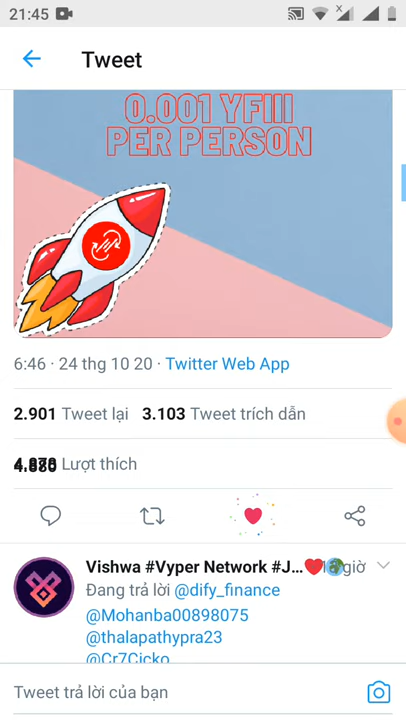 21:45
Tweet
0.001 YFIII
PER PERSON
6:46 · 24 thg 10 20 · Twitter Web App
2.901 Tweet lại 3.103 Tweet trích dẫn
Lượt thích
Vishwa #Vyper Network #J... giờ
Đang trả lời @dify_finance
@Mohanba00898075
@thalapathypra23
@Cr7Cicko
Tweet trả lời của bạn